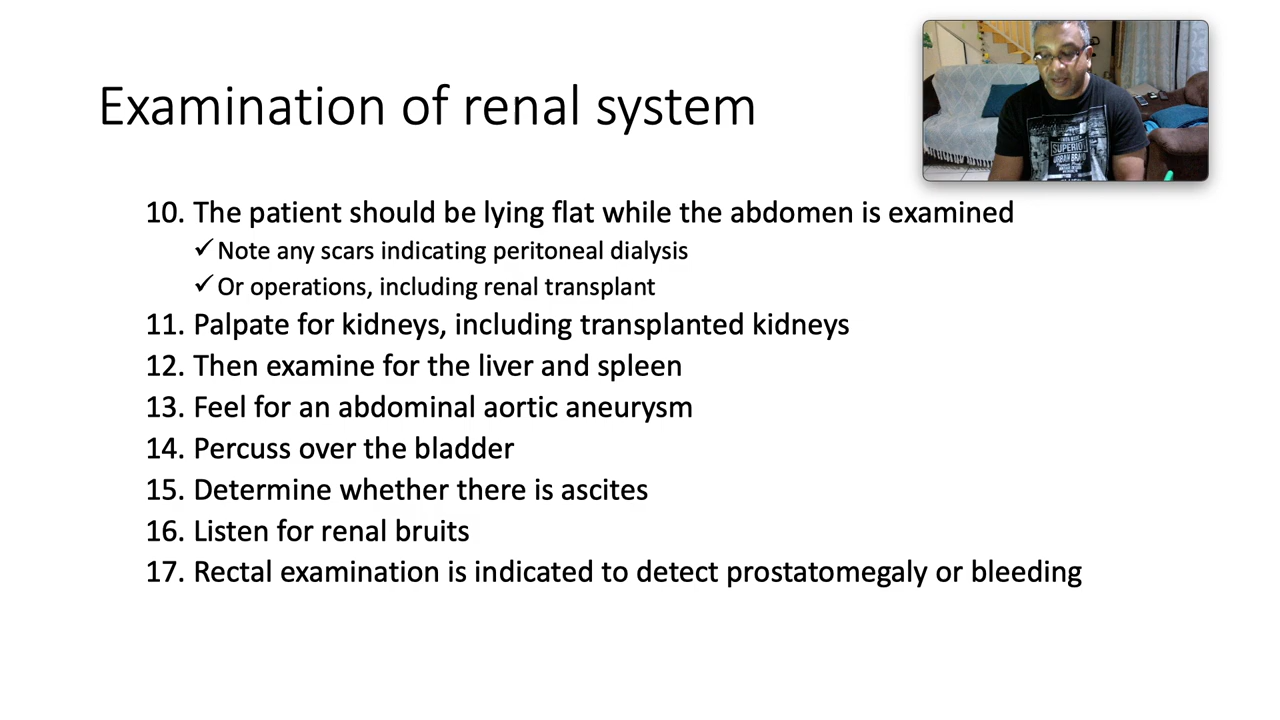 Examination of renal system
10. The patient should be lying flat while the abdomen is examined
✓ Note any scars indicating peritoneal dialysis
✓ Or operations, including renal transplant
11. Palpate for kidneys, including transplanted kidneys
12. Then examine for the liver and spleen
13. Feel for an abdominal aortic aneurysm
14. Percuss over the bladder
15. Determine whether there is ascites
16. Listen for renal bruits
17. Rectal examination is indicated to detect prostatomegaly or bleeding
SUPERIOR
URBAN BRAND